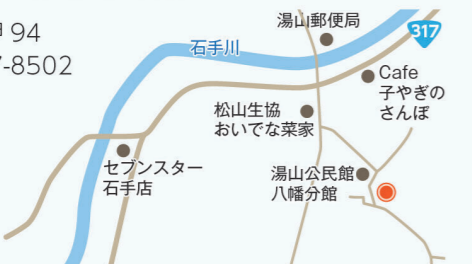 94
-8502
湯山郵便局
317
石手川
Cafe
子やぎの
さんぽ
松山生協
おいでな菜家
セブンスター
石手店
湯山公民館
八幡分館